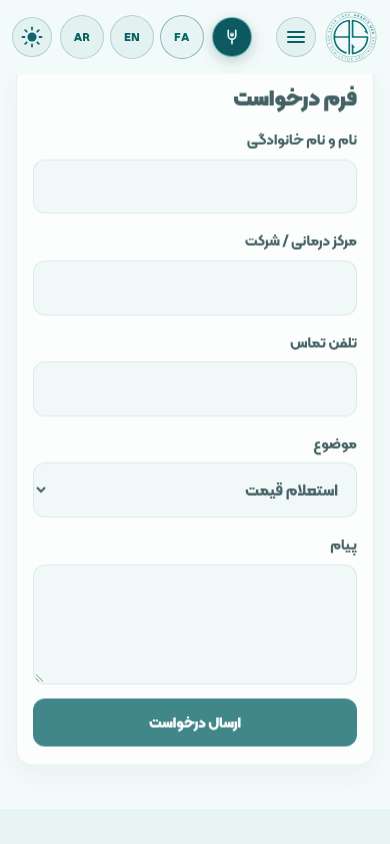 AR
EN
FA
فرم درخواست
نام و نام خانوادگی
مرکز درمانی / شرکت
تلفن تماس
موضوع
استعلام قیمت
پیام
ارسال درخواست